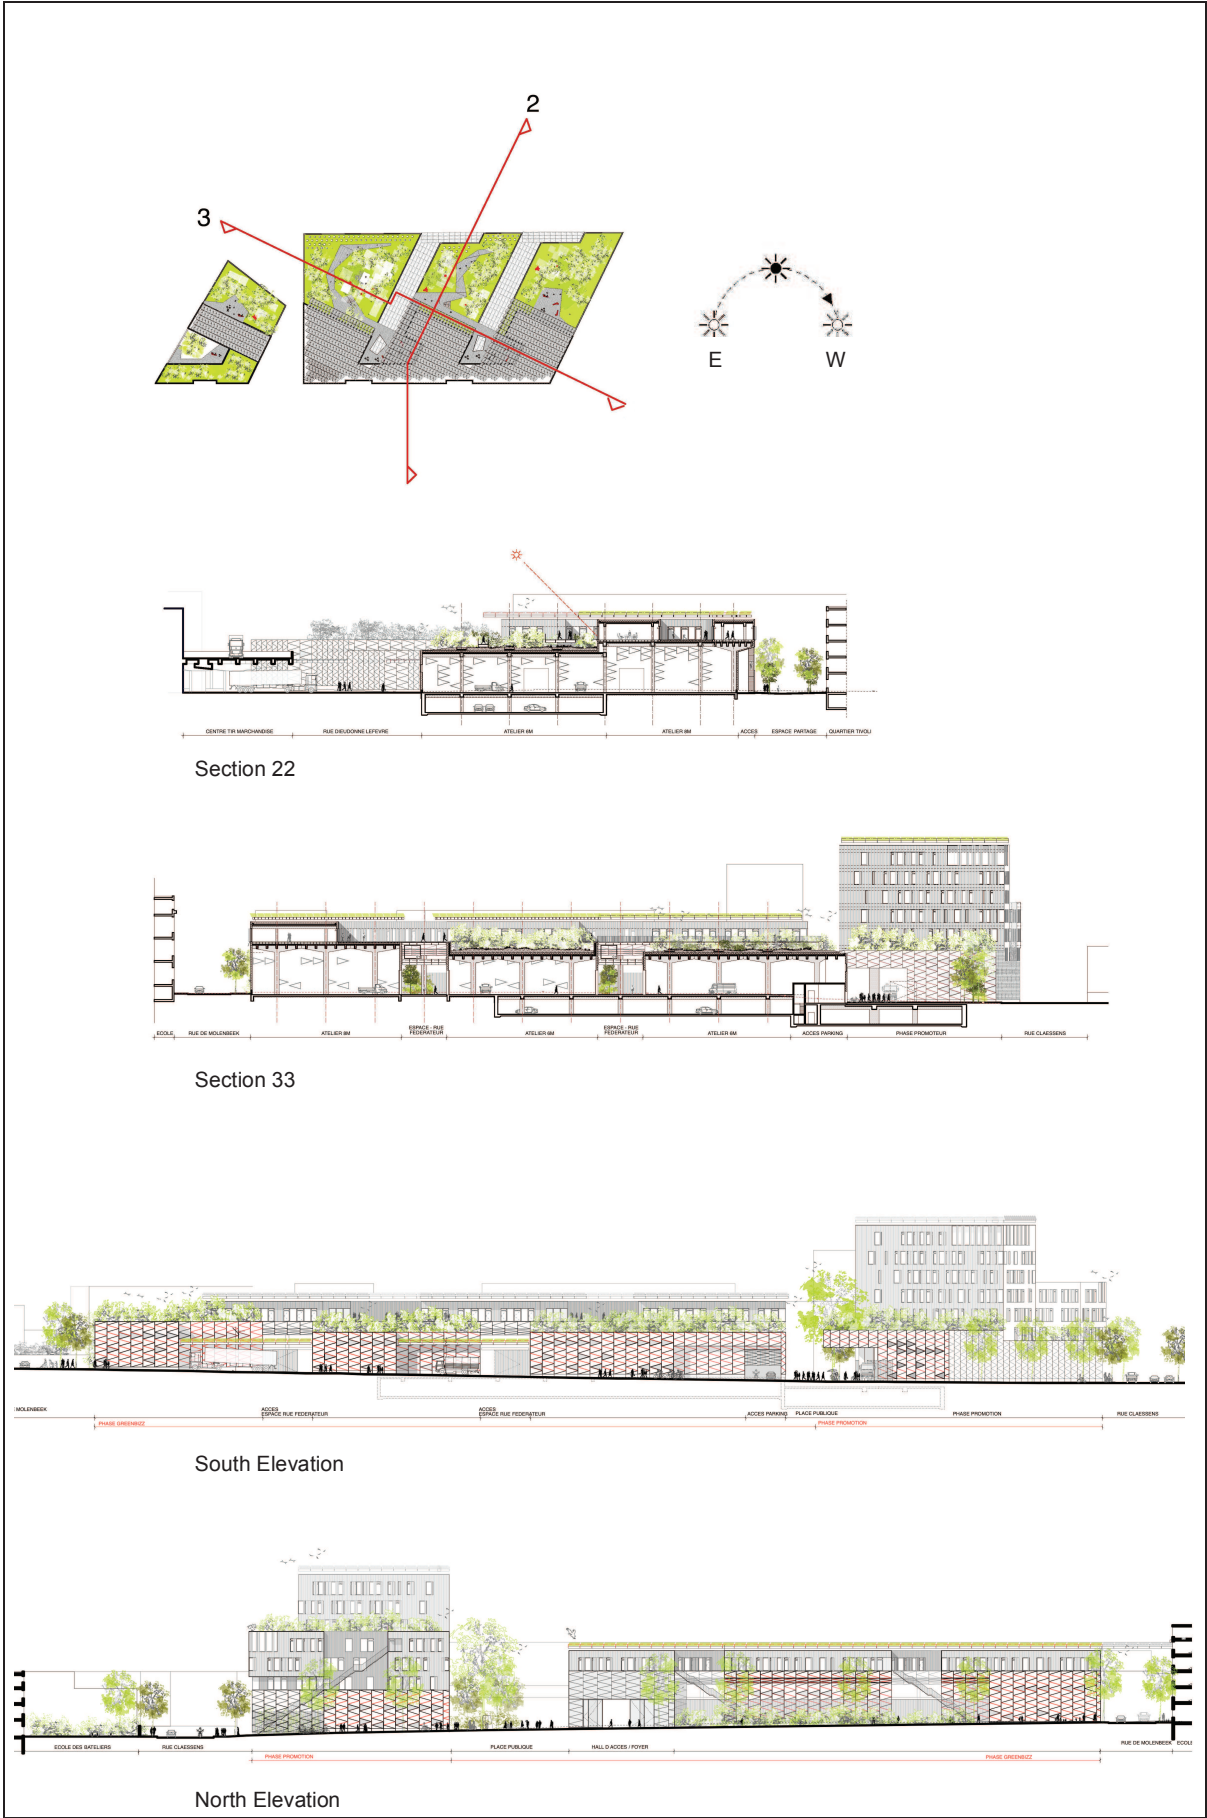 2
3
E W
CENTRE TIR MARCHANDISE RUE DIEUDONNE LEFEVRE ATELIER 6M ATELIER 8M ACCES ESPACE PARTAGE QUARTIER TIVOLI
Section 22
ECOLE RUE DE MOLENBEEK ATELIER 8M ESPACE - RUE FEDERATEUR ATELIER 6M ESPACE - RUE FEDERATEUR ATELIER 8M ACCES PARKING PHASE PROMOTEUR RUE CLAESSENS
Section 33
MOLENBEEK ACCES ESPACE RUE FEDERATEUR ACCES ESPACE RUE FEDERATEUR ACCES PARKING PLACE PUBLIQUE PHASE PROMOTION RUE CLAESSENS
PHASE GREENBIZZ PHASE PROMOTION
South Elevation
ECOLE DES BATELIERS RUE CLAESSENS PLACE PUBLIQUE HALL D ACCES / FOYER RUE DE MOLENBEEK ECOLE
PHASE PROMOTION PHASE GREENBIZZ
North Elevation